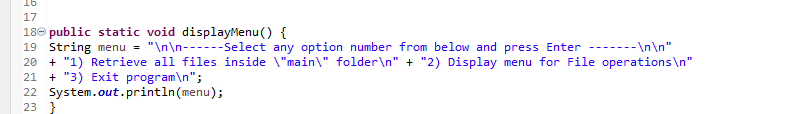 16
17
18 public static void displayMenu() {
19 String menu = "\n\n------Select any option number from below and press Enter -------\n\n"
20 + "1) Retrieve all files inside \"main\" folder\n" + "2) Display menu for File operations\n"
21 + "3) Exit program\n";
22 System.out.println(menu);
23 }